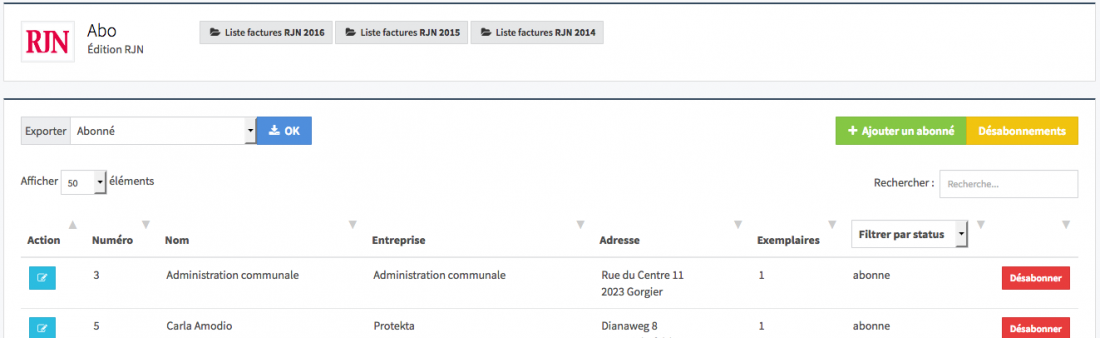 RJN
Abo
Édition RJN
Liste factures RJN 2016
Liste factures RJN 2015
Liste factures RJN 2014
Exporter
Abonné
OK
+ Ajouter un abonné
Désabonnements
Afficher 50 éléments
Rechercher :
Recherche...
Action
Numéro
Nom
Entreprise
Adresse
Exemplaires
Filtrer par status
3
Administration communale
Administration communale
Rue du Centre 11
2023 Gorgier
1
abonne
Désabonner
5
Carla Amodio
Protekta
Dianaweg 8
1
abonne
Désabonner